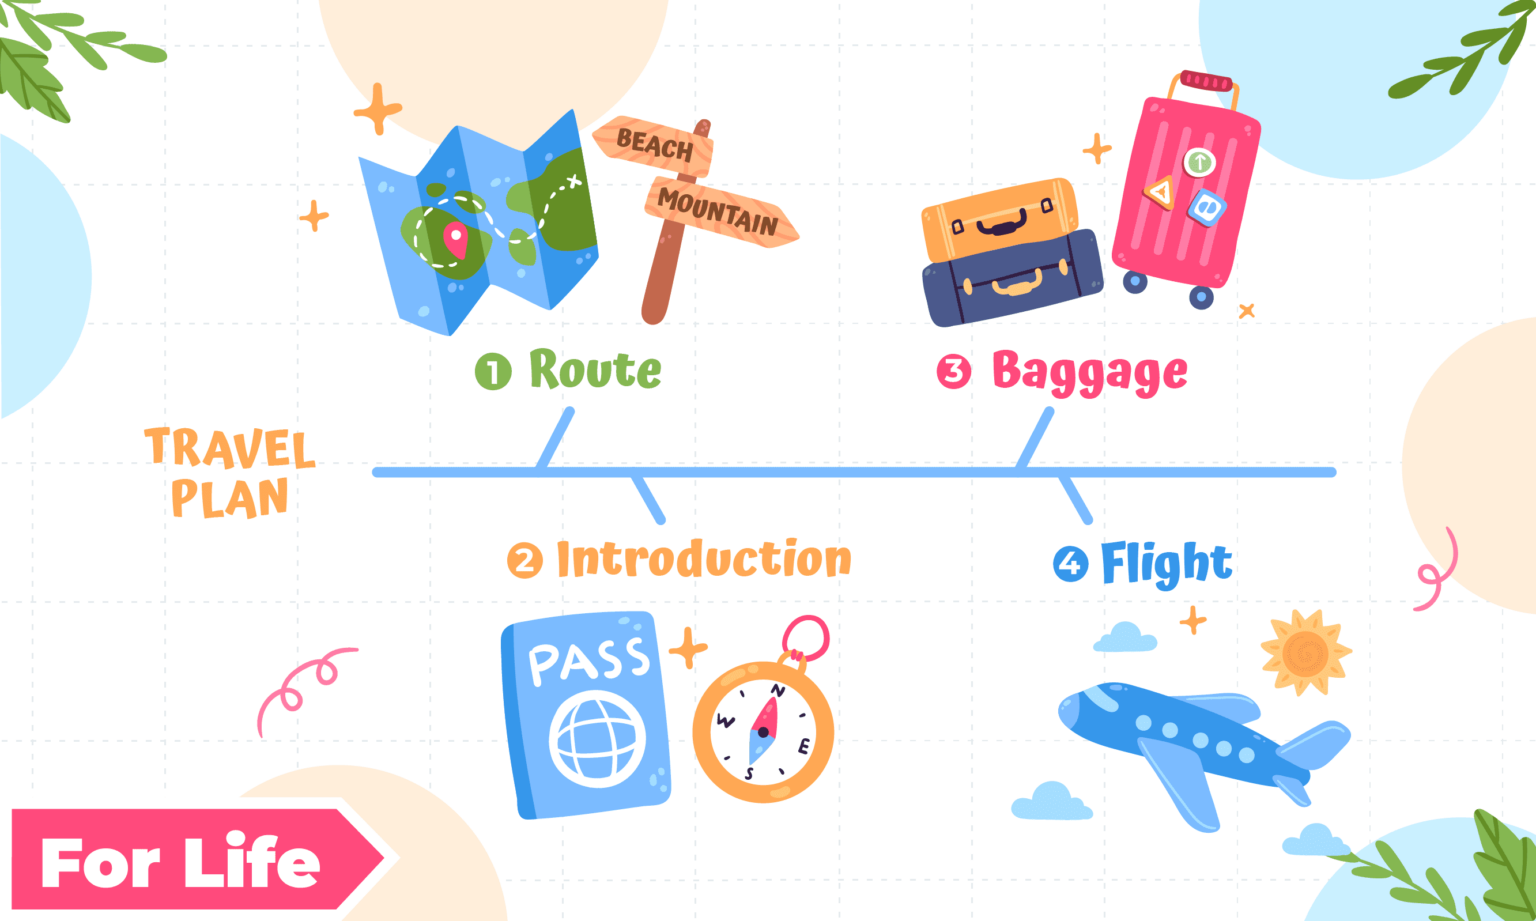 BEACH
MOUNTAIN
1 Route
3 Baggage
TRAVEL
PLAN
2 Introduction
4 Flight
PASS
N
W
E
S
For Life